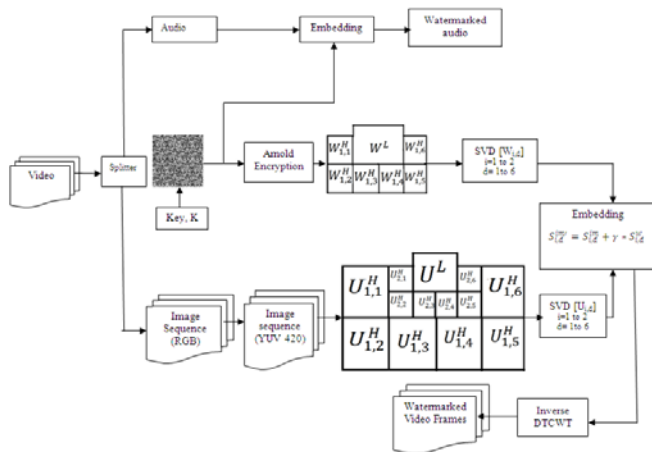 Audio
Embedding
Watermarked
audio
Video
Splitter
Key, K
Arnold
Encryption
W^H_{1,1} W^L W^H_{1,6}
W^H_{1,2} W^H_{1,3} W^H_{1,4} W^H_{1,5}
SVD [W_{i,d}]
i=1 to 2
d= 1 to 6
Embedding
Image
Sequence
(RGB)
Image
sequence
(YUV 420)
U^H_{1,1} U^H_{2,1} U^L U^H_{2,6} U^H_{1,6}
U^H_{2,2} U^H_{2,3} U^H_{2,4} U^H_{2,5}
U^H_{1,2} U^H_{1,3} U^H_{1,4} U^H_{1,5}
SVD [U_{i,d}]
i=1 to 2
d= 1 to 6
Watermarked
Video Frames
Inverse
DTCWT